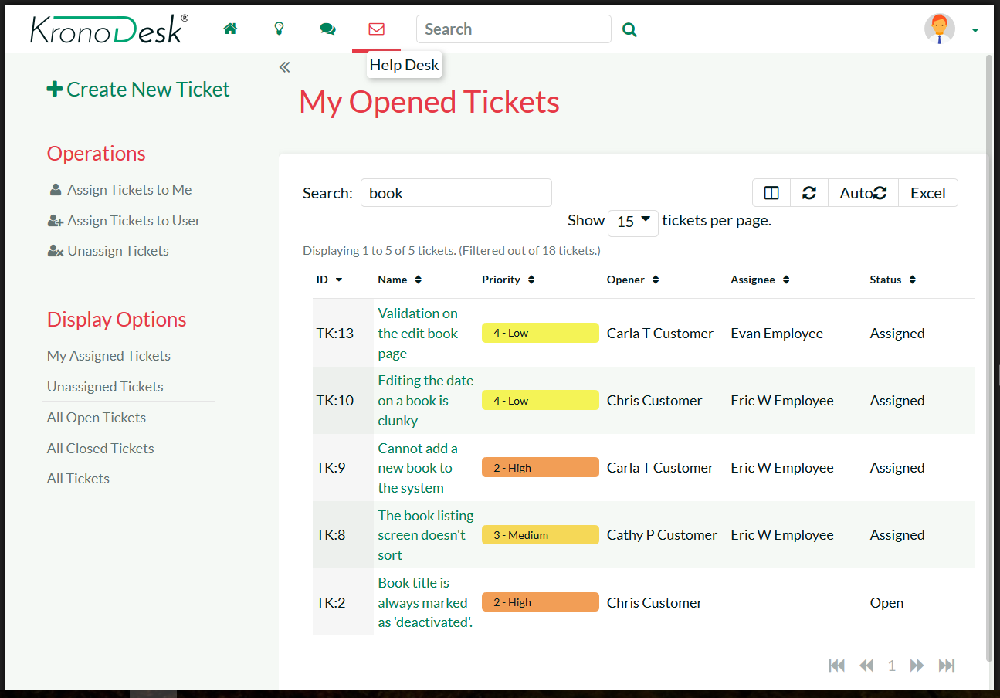 KronoDesk®
Search
Help Desk
Create New Ticket
Operations
Assign Tickets to Me
Assign Tickets to User
Unassign Tickets
Display Options
My Assigned Tickets
Unassigned Tickets
All Open Tickets
All Closed Tickets
All Tickets
My Opened Tickets
Search: book
Auto Excel
Show 15 tickets per page.
Displaying 1 to 5 of 5 tickets. (Filtered out of 18 tickets.)
ID Name Priority Opener Assignee Status
Validation on
TK:13 the edit book 4 - Low Carla T Customer Evan Employee Assigned
page
Editing the date
TK:10 on a book is 4 - Low Chris Customer Eric W Employee Assigned
clunky
Cannot add a
TK:9 new book to 2 - High Carla T Customer Eric W Employee Assigned
the system
The book listing
TK:8 screen doesn't 3 - Medium Cathy P Customer Eric W Employee Assigned
sort
Book title is
TK:2 always marked 2 - High Chris Customer Open
as 'deactivated'.
1